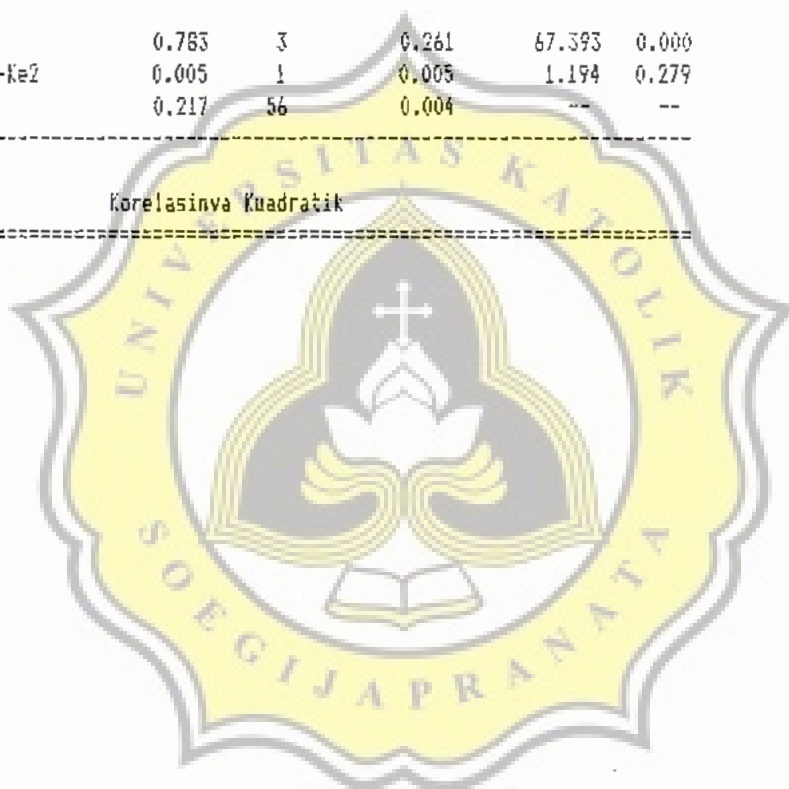 0.783 3 0.261 67.393 0.000
-Ke2 0.005 1 0.005 1.194 0.279
0.217 56 0.004 -- --
Korelasinya Kuadratik
UNIVERSITAS KATOLIK
SOEGIJAPRANATA